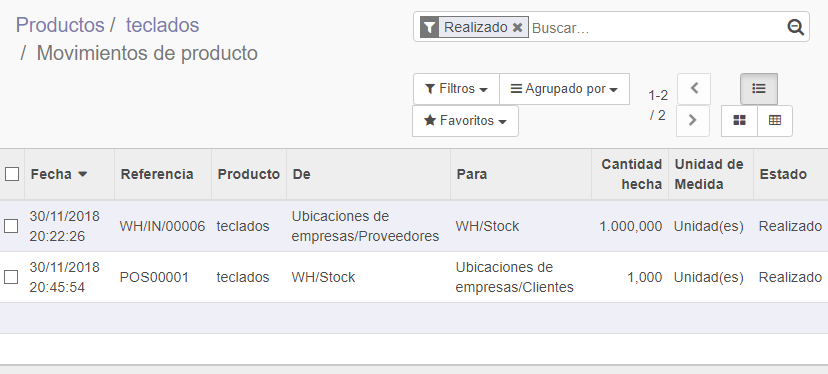 Productos / teclados
/ Movimientos de producto
Realizado ✖ Buscar...
Filtros
Agrupado por
Favoritos
1-2
/ 2
Fecha Referencia Producto De Para Cantidad hecha Unidad de Medida Estado
30/11/2018 20:22:26 WH/IN/00006 teclados Ubicaciones de empresas/Proveedores WH/Stock 1.000,000 Unidad(es) Realizado
30/11/2018 20:45:54 POS00001 teclados WH/Stock Ubicaciones de empresas/Clientes 1,000 Unidad(es) Realizado